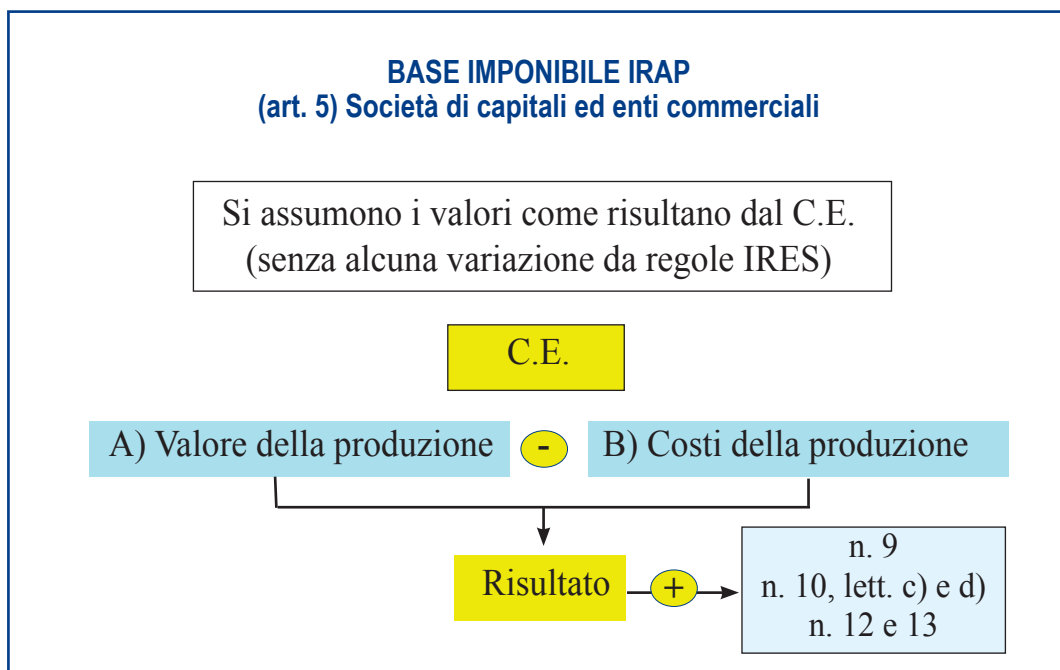 BASE IMPONIBILE IRAP
(art. 5) Società di capitali ed enti commerciali
Si assumono i valori come risultano dal C.E.
(senza alcuna variazione da regole IRES)
C.E.
A) Valore della produzione - B) Costi della produzione
Risultato +
n. 9
n. 10, lett. c) e d)
n. 12 e 13